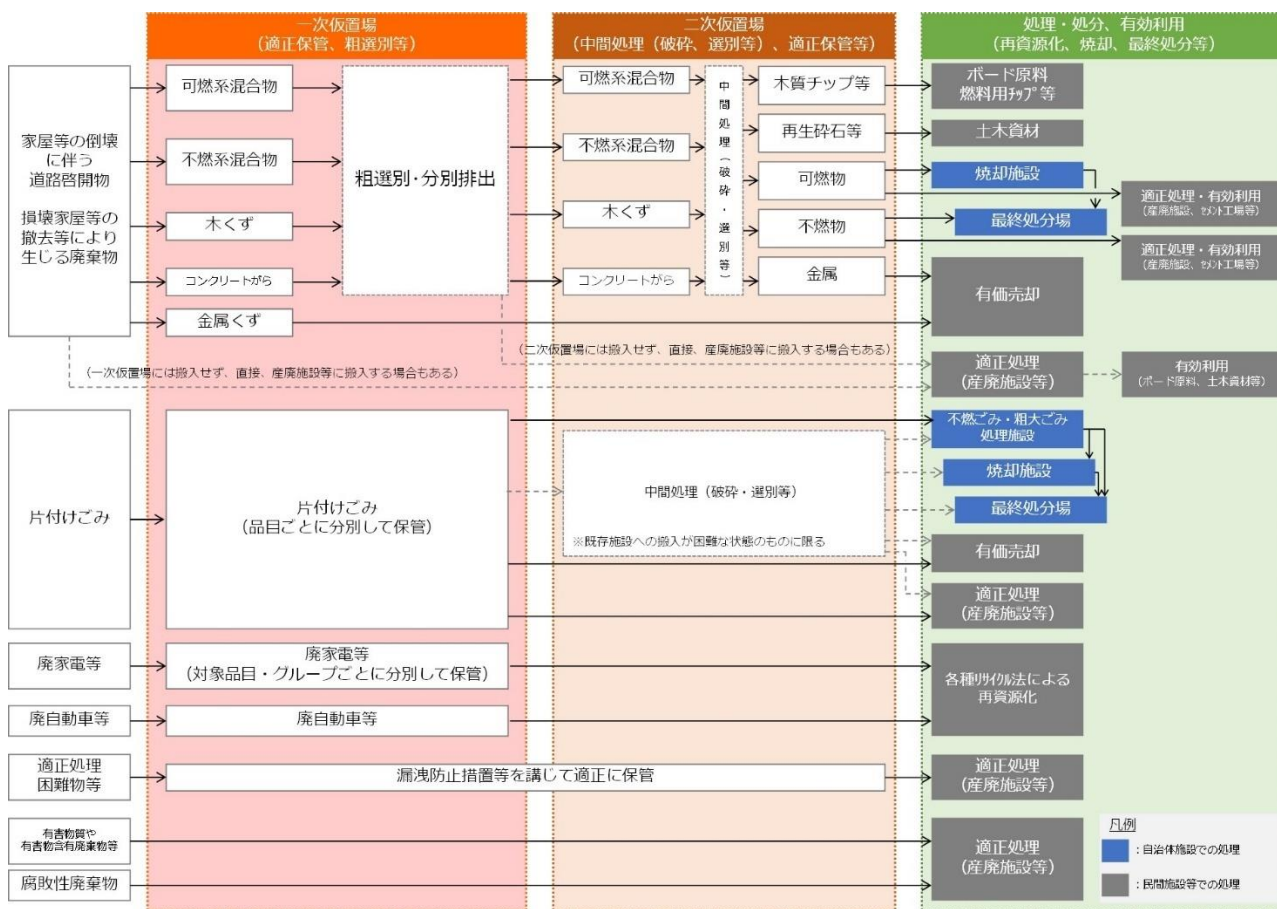 一次仮置場
(適正保管、粗選別等)
二次仮置場
(中間処理(破砕、選別等)、適正保管等)
処理・処分、有効利用
(再資源化、焼却、最終処分等)
家屋等の倒壊
に伴う
道路啓開物
損壊家屋等の
撤去等により
生じる廃棄物
可燃系混合物
不燃系混合物
木くず
コンクリートがら
金属くず
粗選別・分別排出
可燃系混合物
不燃系混合物
木くず
コンクリートがら
中間処理(破砕・選別等)
木質チップ等
再生砕石等
可燃物
不燃物
金属
ボード原料
燃料用チップ等
土木資材
焼却施設
最終処分場
適正処理・有効利用
(産廃施設、セメント工場等)
適正処理・有効利用
(産廃施設、セメント工場等)
有価売却
(二次仮置場には搬入せず、直接、産廃施設等に搬入する場合もある)
(一次仮置場には搬入せず、直接、産廃施設等に搬入する場合もある)
適正処理
(産廃施設等)
有効利用
(ボード原料、土木資材等)
片付けごみ
片付けごみ
(品目ごとに分別して保管)
中間処理(破砕・選別等)
※既存施設への搬入が困難な状態のものに限る
不燃ごみ・粗大ごみ
処理施設
焼却施設
最終処分場
有価売却
適正処理
(産廃施設等)
廃家電等
廃家電等
(対象品目・グループごとに分別して保管)
各種リサイクル法による
再資源化
廃自動車等
廃自動車等
適正処理
困難物等
漏洩防止措置等を講じて適正に保管
適正処理
(産廃施設等)
有害物質や
有害物含有廃棄物等
腐敗性廃棄物
適正処理
(産廃施設等)
凡例
:自治体施設での処理
:民間施設等での処理